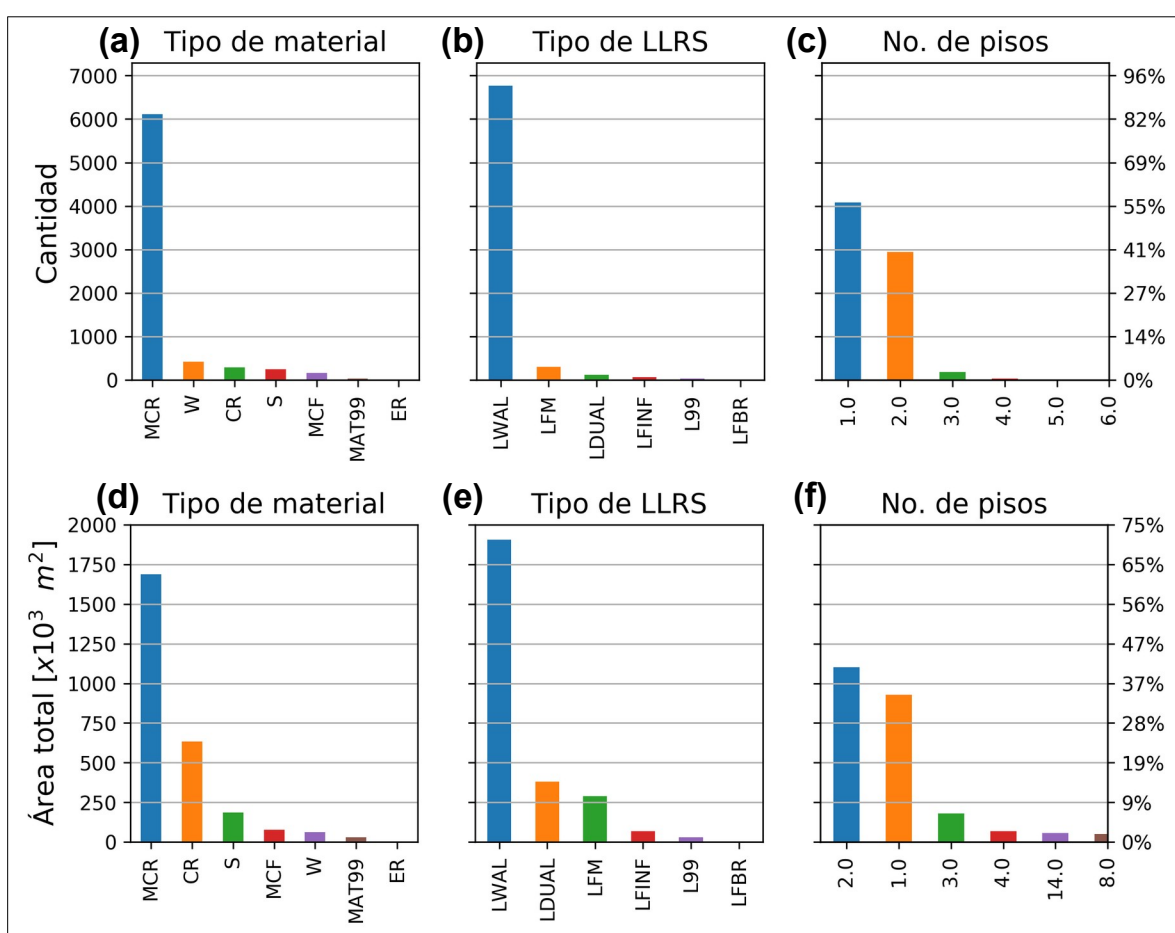 (a) Tipo de material
(b) Tipo de LLRS
(c) No. de pisos
Cantidad
7000
6000
5000
4000
3000
2000
1000
0
MCR
W
CR
S
MCF
MAT99
ER
LWAL
LFM
LDUAL
LFINF
L99
LFBR
96%
82%
69%
55%
41%
27%
14%
0%
1.0
2.0
3.0
4.0
5.0
6.0
(d) Tipo de material
(e) Tipo de LLRS
(f) No. de pisos
Área total [x10³ m²]
2000
1750
1500
1250
1000
750
500
250
0
MCR
CR
S
MCF
W
MAT99
ER
LWAL
LDUAL
LFM
LFINF
L99
LFBR
75%
65%
56%
47%
37%
28%
19%
9%
0%
2.0
1.0
3.0
4.0
14.0
8.0